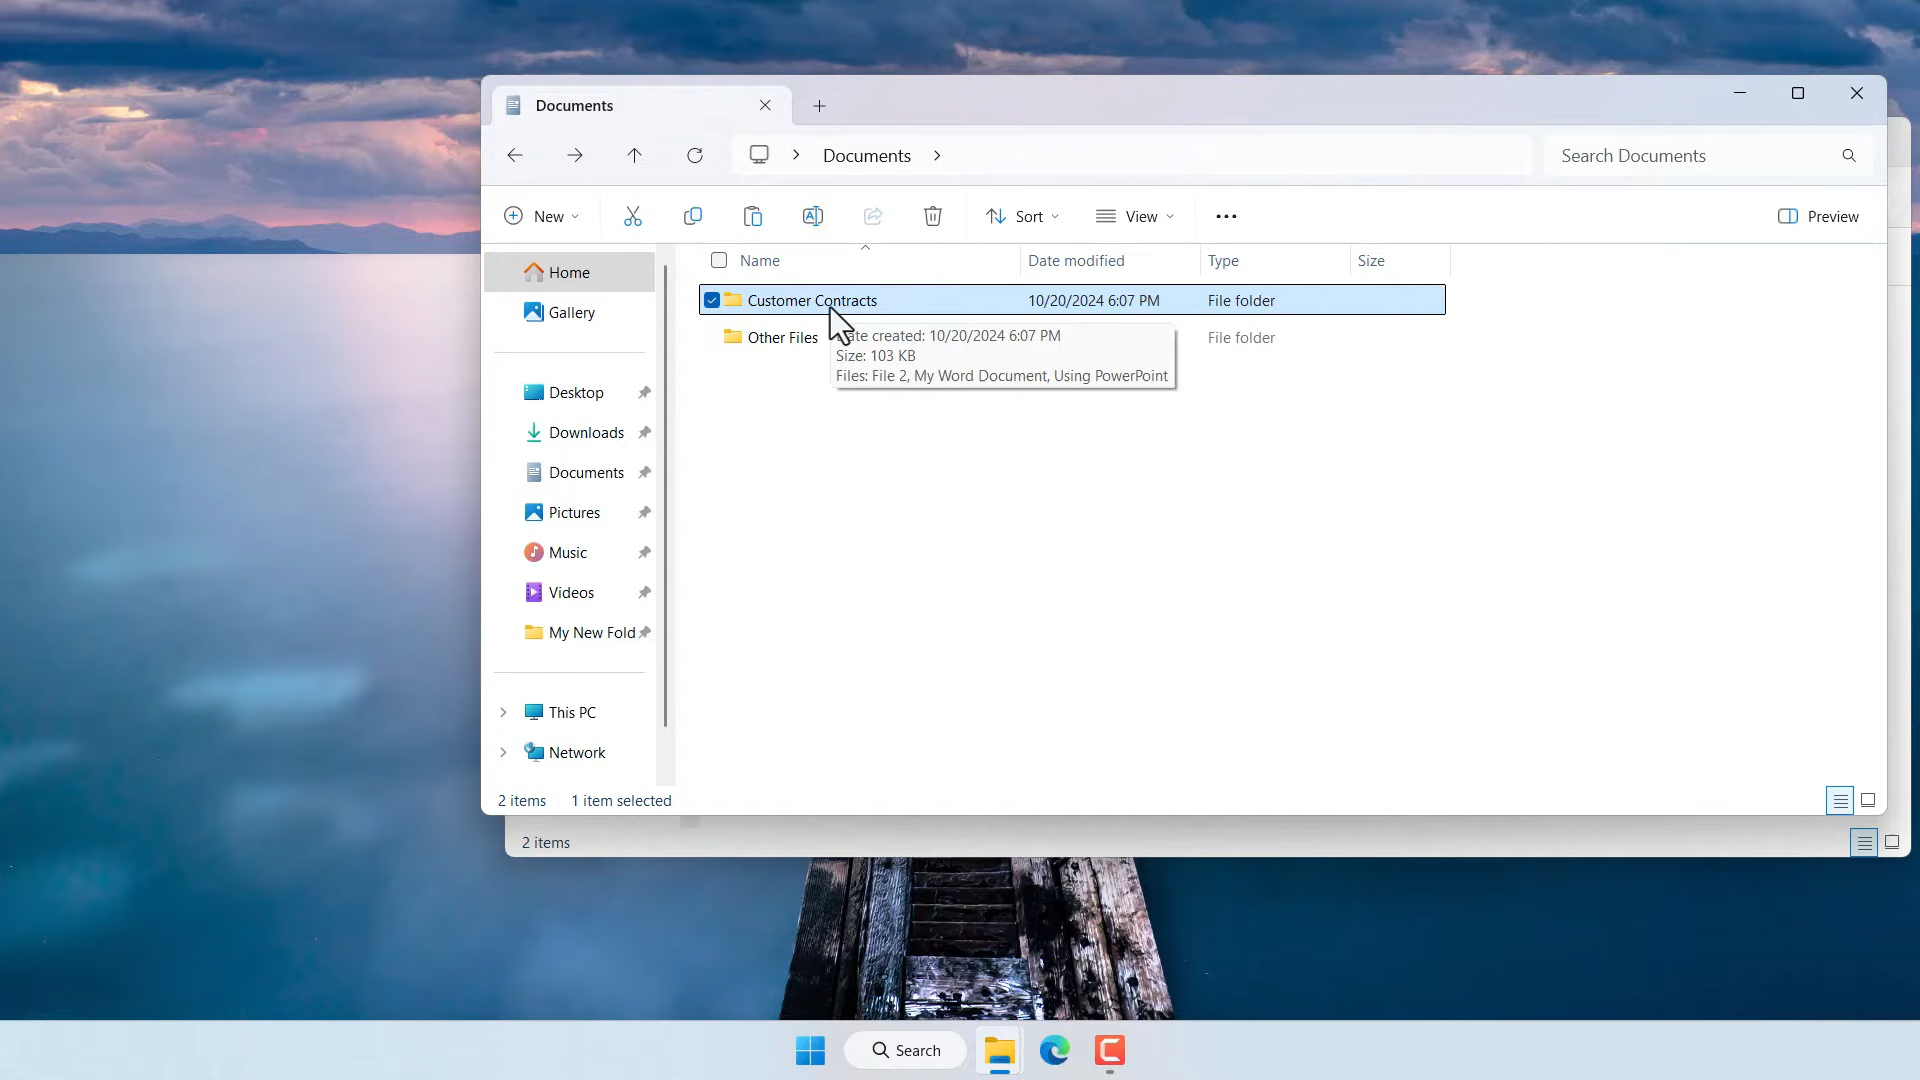 Documents
Documents
Search Documents
New
Sort
View
Preview
Home
Gallery
Desktop
Downloads
Documents
Pictures
Music
Videos
My New Fold
This PC
Network
Name
Date modified
Type
Size
Customer Contracts
10/20/2024 6:07 PM
File folder
Other Files
File folder
ate created: 10/20/2024 6:07 PM
Size: 103 KB
Files: File 2, My Word Document, Using PowerPoint
2 items
1 item selected
2 items
Search